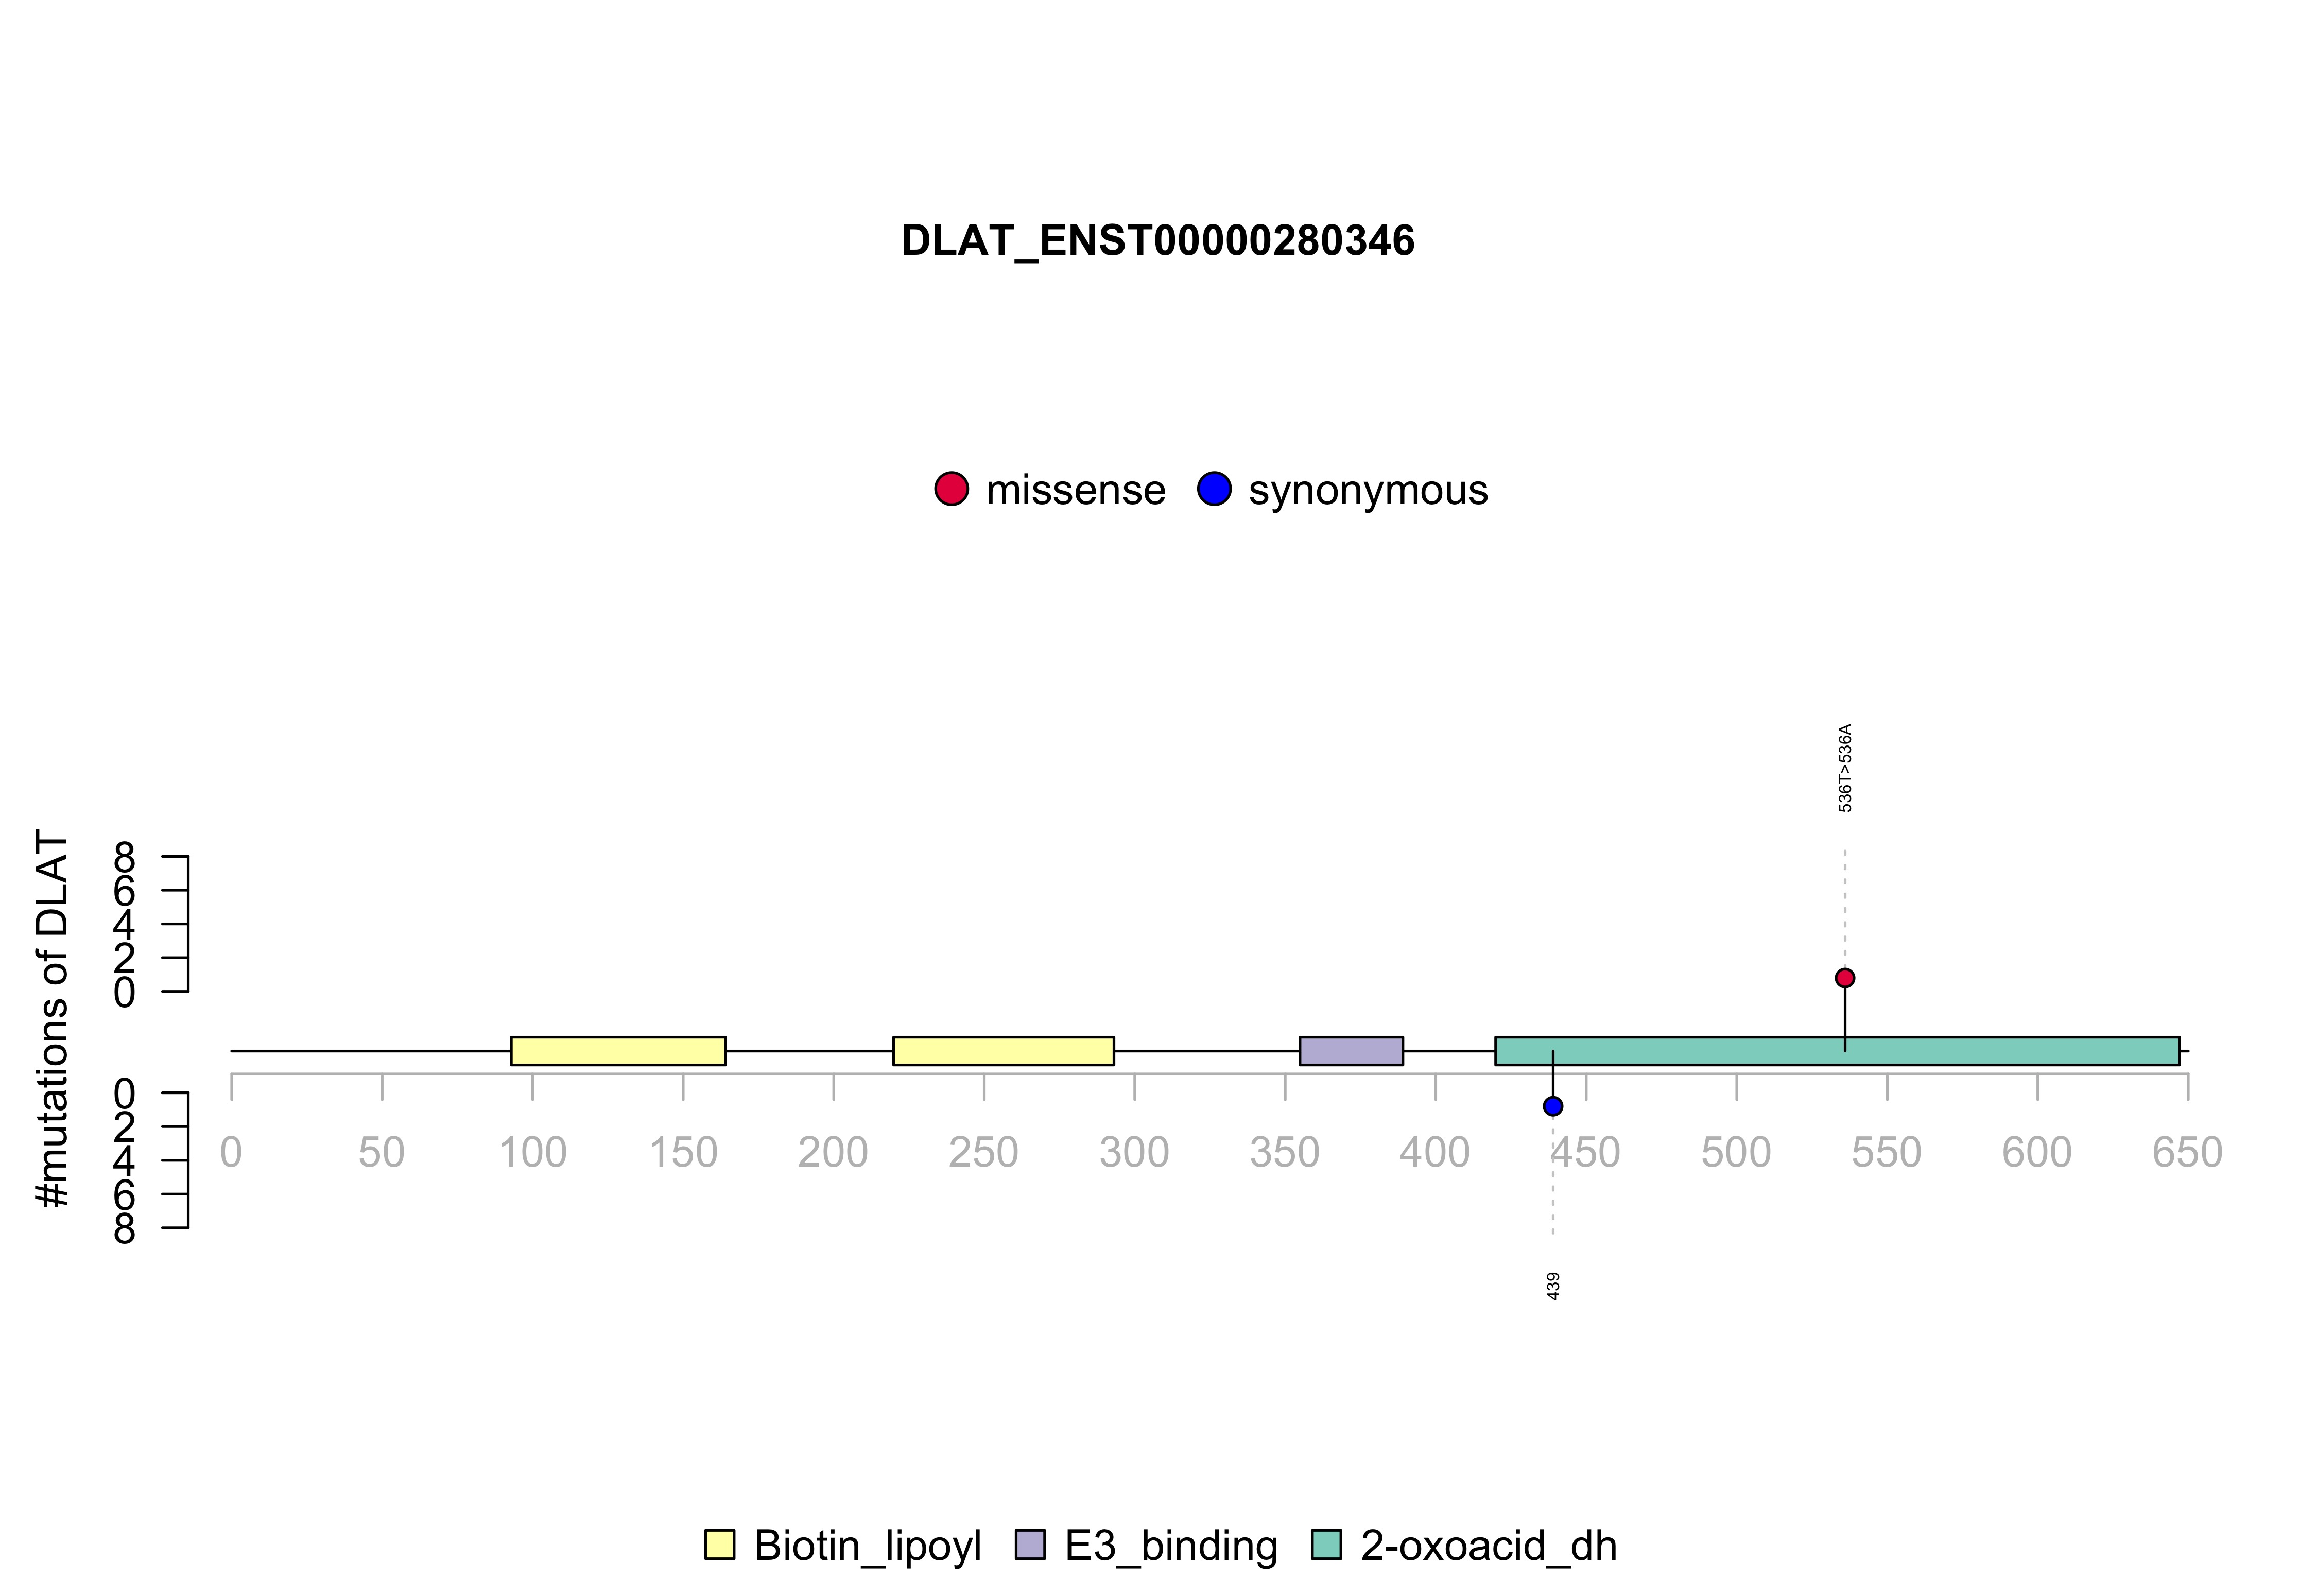 DLAT_ENST00000280346
missense synonymous
536T>536A
#mutations of DLAT
8
6
4
2
0
0
2
4
6
8
0 50 100 150 200 250 300 350 400 450 500 550 600 650
439
Biotin_lipoyl E3_binding 2-oxoacid_dh